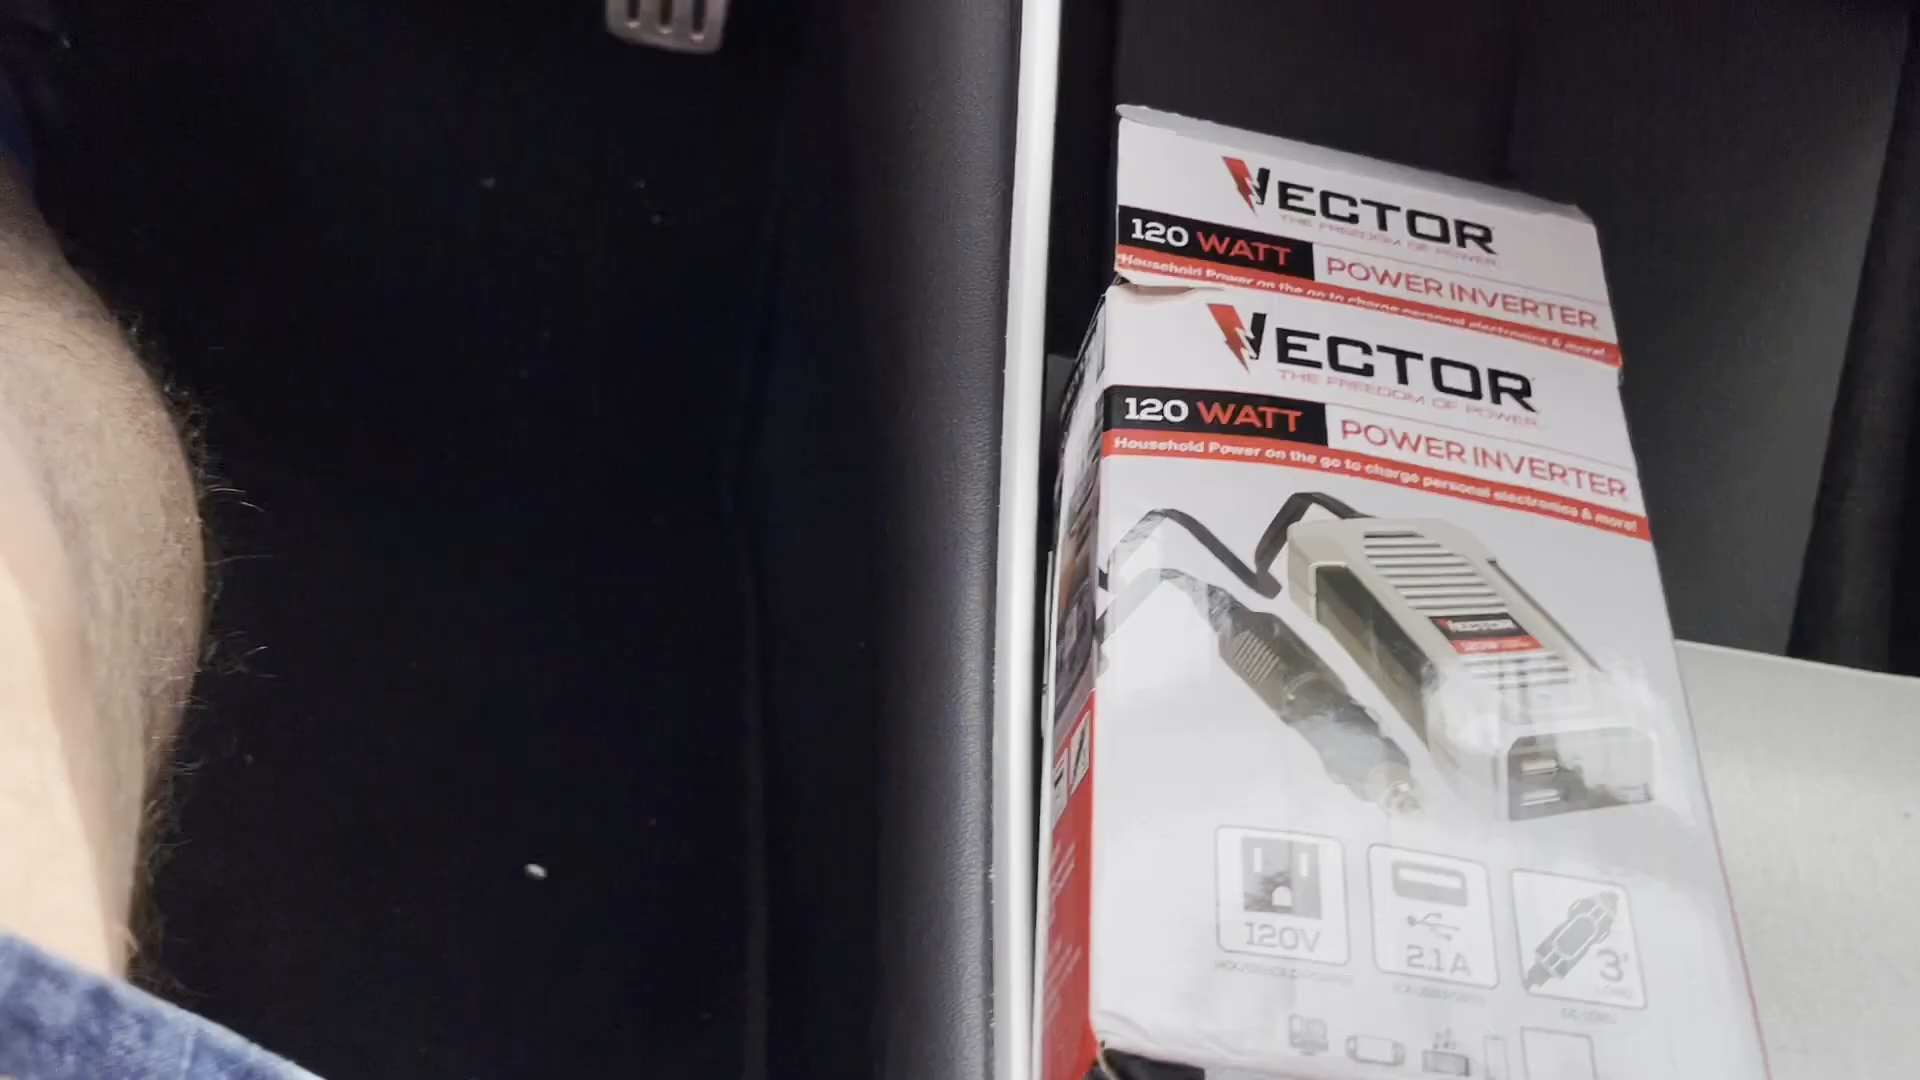 VECTOR
THE FREEDOM OF POWER
120 WATT
POWER INVERTER
Household Power on the go to charge personal electronics & more!
VECTOR
THE FREEDOM OF POWER
120 WATT
POWER INVERTER
Household Power on the go to charge personal electronics & more!
120V
2.1A
3'